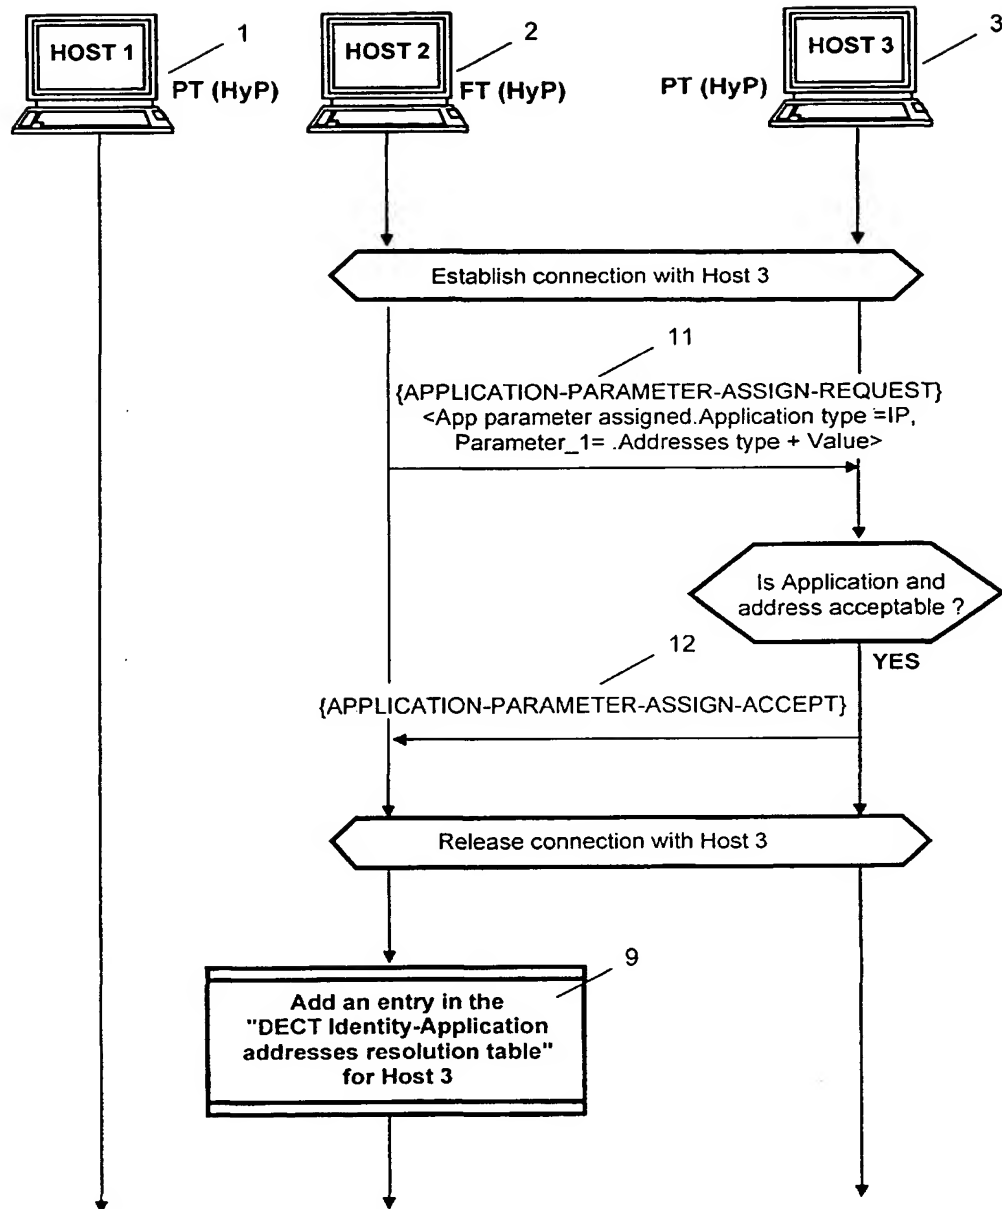 HOST 1
1
PT (HyP)
HOST 2
2
FT (HyP)
HOST 3
3
PT (HyP)
Establish connection with Host 3
11
{APPLICATION-PARAMETER-ASSIGN-REQUEST}
<App parameter assigned.Application type =IP,
Parameter_1= .Addresses type + Value>
Is Application and
address acceptable ?
YES
12
{APPLICATION-PARAMETER-ASSIGN-ACCEPT}
Release connection with Host 3
9
Add an entry in the
"DECT Identity-Application
addresses resolution table"
for Host 3